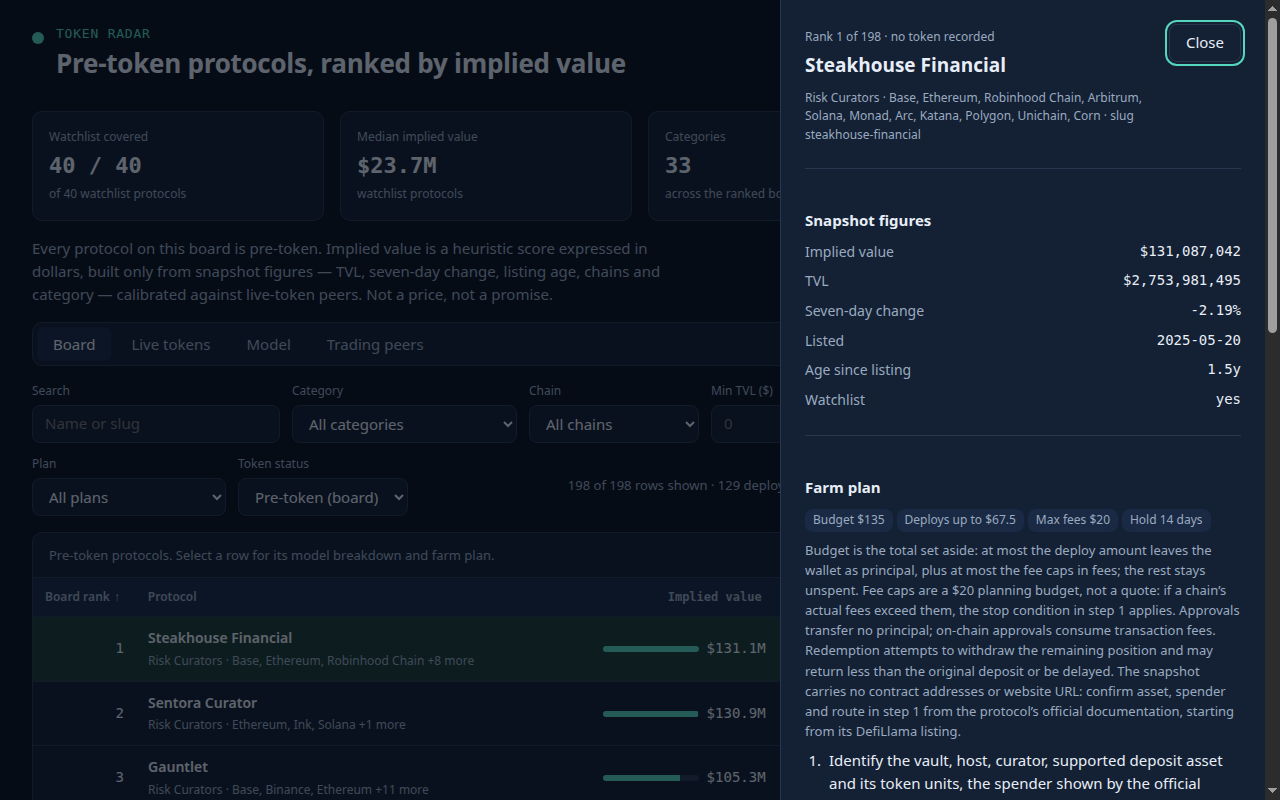 TOKEN RADAR
Pre-token protocols, ranked by implied value
Watchlist covered
40 / 40
of 40 watchlist protocols
Median implied value
$23.7M
watchlist protocols
Categories
33
across the ranked
Every protocol on this board is pre-token. Implied value is a heuristic score expressed in
dollars, built only from snapshot figures — TVL, seven-day change, listing age, chains and
category — calibrated against live-token peers. Not a price, not a promise.
Board
Live tokens
Model
Trading peers
Search
Category
Chain
Min TVL ($)
Name or slug
All categories
All chains
0
Plan
Token status
All plans
Pre-token (board)
198 of 198 rows shown · 129
Pre-token protocols. Select a row for its model breakdown and farm plan.
Board rank ↑
Protocol
Implied value
1
Steakhouse Financial
Risk Curators · Base, Ethereum, Robinhood Chain +8 more
$131.1M
2
Sentora Curator
Risk Curators · Ethereum, Ink, Solana +1 more
$130.9M
3
Gauntlet
Risk Curators · Base, Binance, Ethereum +11 more
$105.3M
Rank 1 of 198 · no token recorded
Close
Steakhouse Financial
Risk Curators · Base, Ethereum, Robinhood Chain, Arbitrum,
Solana, Monad, Arc, Katana, Polygon, Unichain, Corn · slug
steakhouse-financial
Snapshot figures
Implied value $131,087,042
TVL $2,753,981,495
Seven-day change -2.19%
Listed 2025-05-20
Age since listing 1.5y
Watchlist yes
Farm plan
Budget $135
Deploys up to $67.5
Max fees $20
Hold 14 days
Budget is the total set aside: at most the deploy amount leaves the
wallet as principal, plus at most the fee caps in fees; the rest stays
unspent. Fee caps are a $20 planning budget, not a quote: if a chain's
actual fees exceed them, the stop condition in step 1 applies. Approvals
transfer no principal; on-chain approvals consume transaction fees.
Redemption attempts to withdraw the remaining position and may
return less than the original deposit or be delayed. The snapshot
carries no contract addresses or website URL: confirm asset, spender
and route in step 1 from the protocol's official documentation, starting
from its DefiLlama listing.
1. Identify the vault, host, curator, supported deposit asset
and its token units, the spender shown by the official